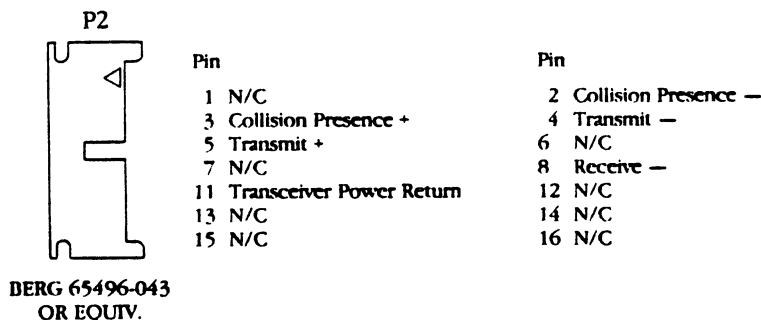 P2
Pin
1 N/C
3 Collision Presence +
5 Transmit +
7 N/C
11 Transceiver Power Return
13 N/C
15 N/C
Pin
2 Collision Presence –
4 Transmit –
6 N/C
8 Receive –
12 N/C
14 N/C
16 N/C
BERG 65496-043
OR EQUIV.